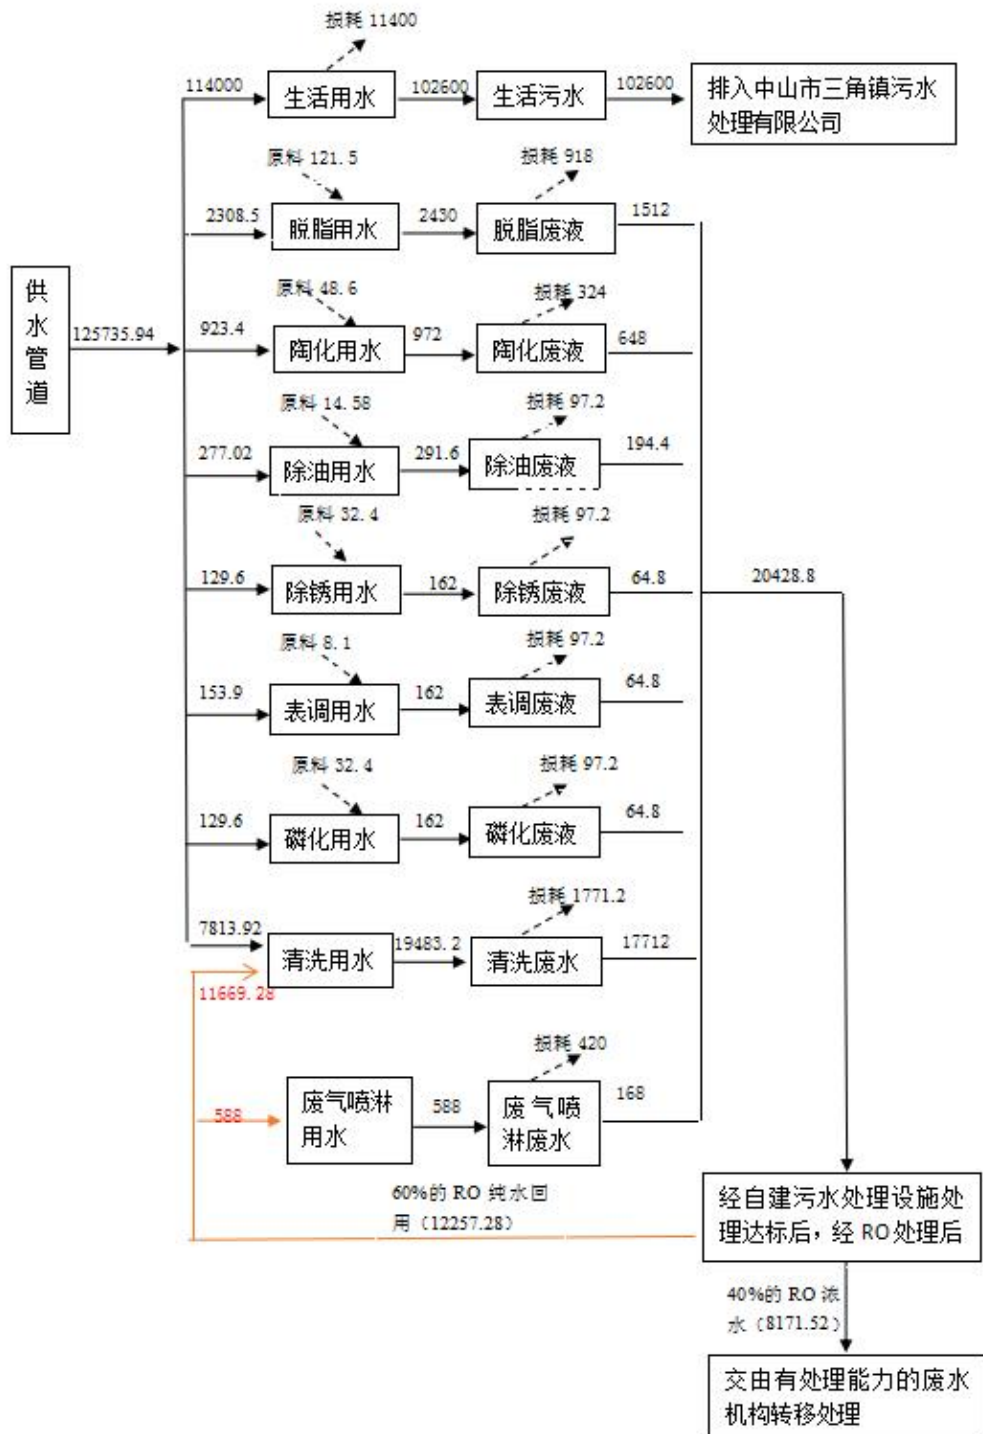 损耗 11400
114000
生活用水
102600
生活污水
102600
排入中山市三角镇污水
处理有限公司
原料 121.5
损耗 918
2308.5
脱脂用水
2430
脱脂废液
1512
供
水
管
道
125735.94
原料 48.6
损耗 324
923.4
陶化用水
972
陶化废液
648
原料 14.58
损耗 97.2
277.02
除油用水
291.6
除油废液
194.4
原料 32.4
损耗 97.2
129.6
除锈用水
162
除锈废液
64.8
20428.8
原料 8.1
损耗 97.2
153.9
表调用水
162
表调废液
64.8
原料 32.4
损耗 97.2
129.6
磷化用水
162
磷化废液
64.8
损耗 1771.2
7813.92
清洗用水
19483.2
清洗废水
17712
11669.28
损耗 420
588
废气喷淋
用水
588
废气喷
淋废水
168
60%的 RO 纯水回
用（12257.28）
经自建污水处理设施处
理达标后，经 RO 处理后
40%的 RO 浓
水（8171.52）
交由有处理能力的废水
机构转移处理